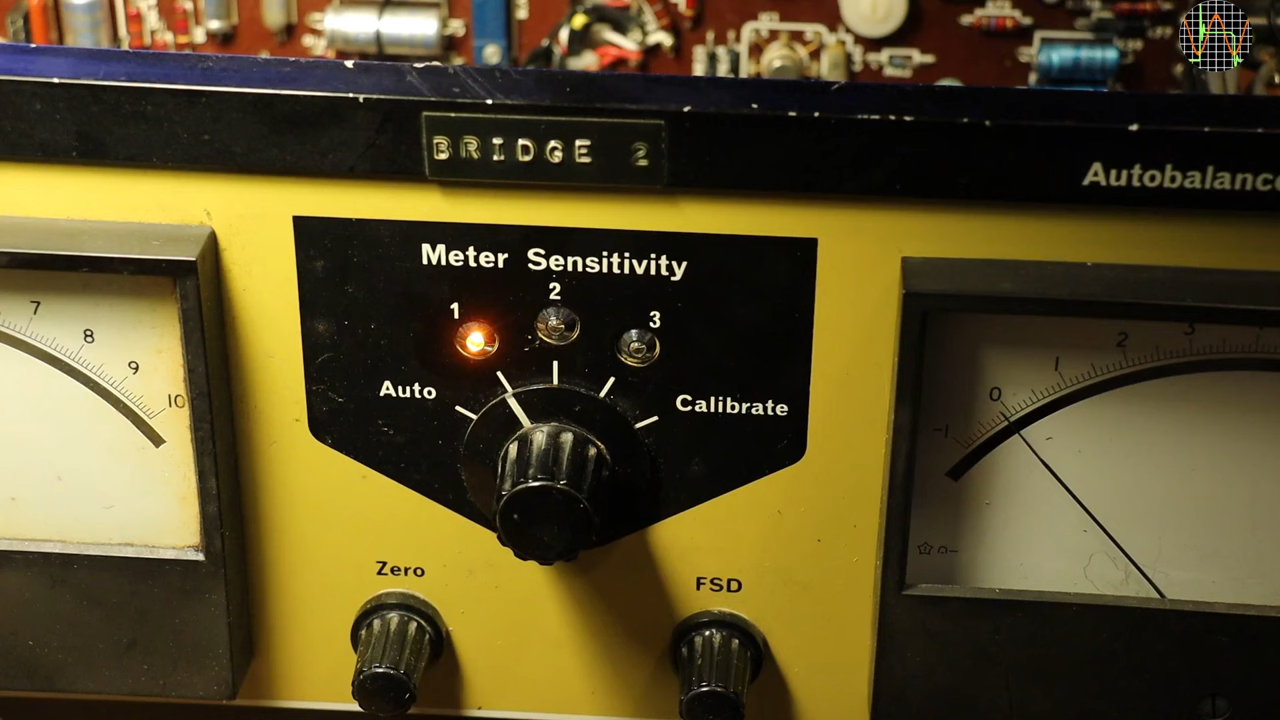 BRIDGE 2
Autobalance
Meter Sensitivity
1 2 3
Auto
Calibrate
7
8
9
10
-1 0 1 2 3
Zero
FSD